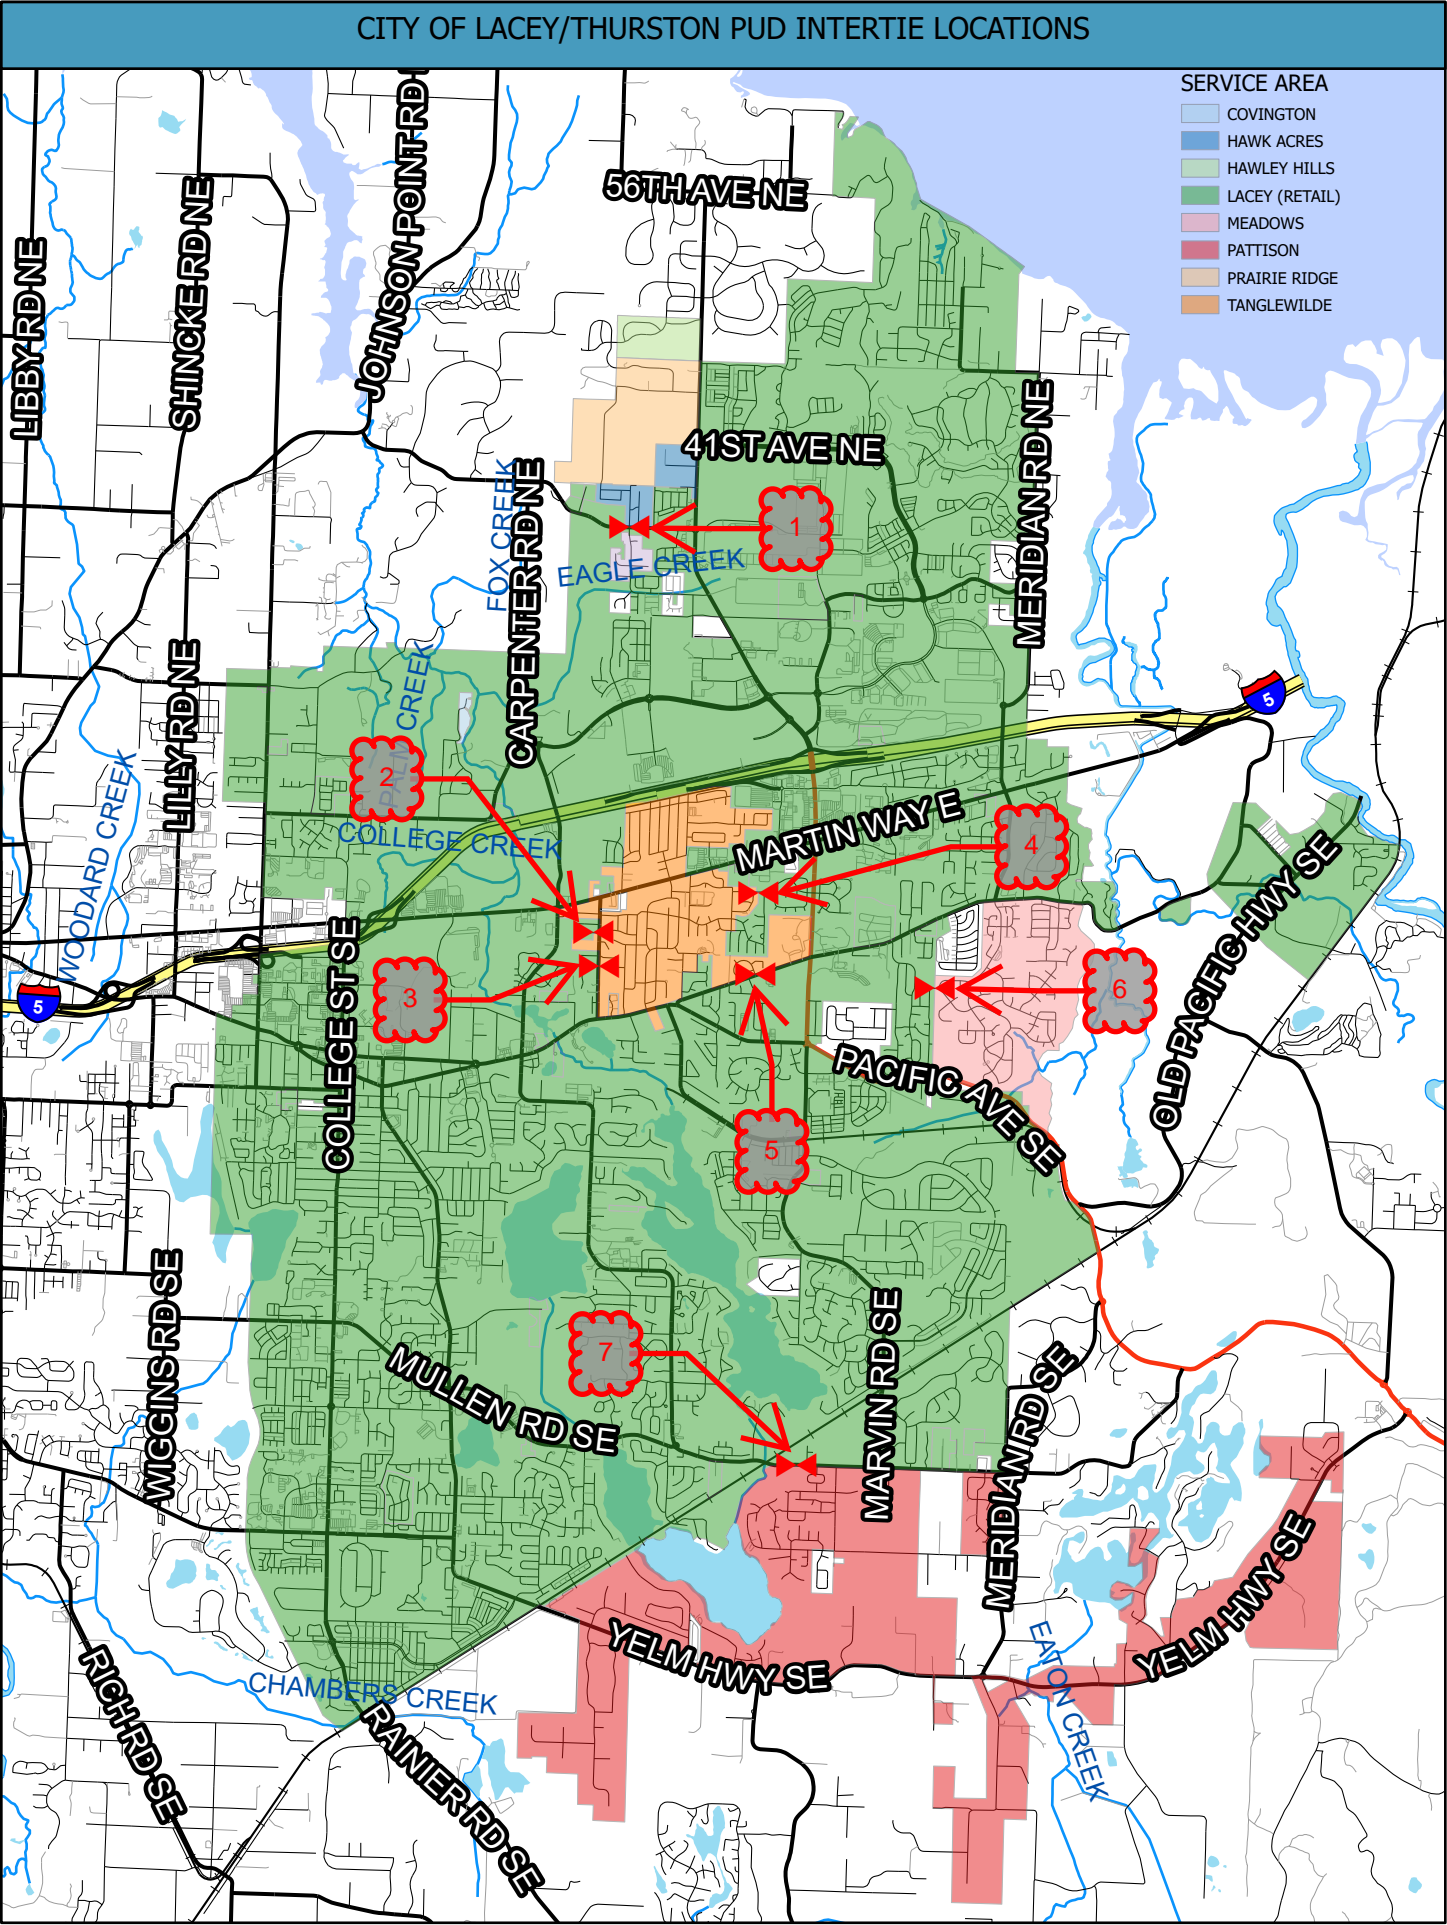 CITY OF LACEY/THURSTON PUD INTERTIE LOCATIONS
SERVICE AREA
COVINGTON
HAWK ACRES
HAWLEY HILLS
LACEY (RETAIL)
MEADOWS
PATTISON
PRAIRIE RIDGE
TANGLEWILDE
JOHNSON POINT RD
56TH AVE NE
SHINCKE RD NE
LIBBY RD NE
41ST AVE NE
MERIDIAN RD NE
FOX CREEK
CARPENTER RD NE
1
EAGLE CREEK
LILLY RD NE
PALM CREEK
5
2
WOODARD CREEK
COLLEGE CREEK
MARTIN WAY E
4
OLD PACIFIC HWY SE
COLLEGE ST SE
3
6
5
PACIFIC AVE SE
5
WIGGINS RD SE
MULLEN RD SE
7
MARVIN RD SE
MERIDIAN RD SE
YELM HWY SE
YELM HWY SE
EATON CREEK
RICH RD SE
CHAMBERS CREEK
RAINIER RD SE